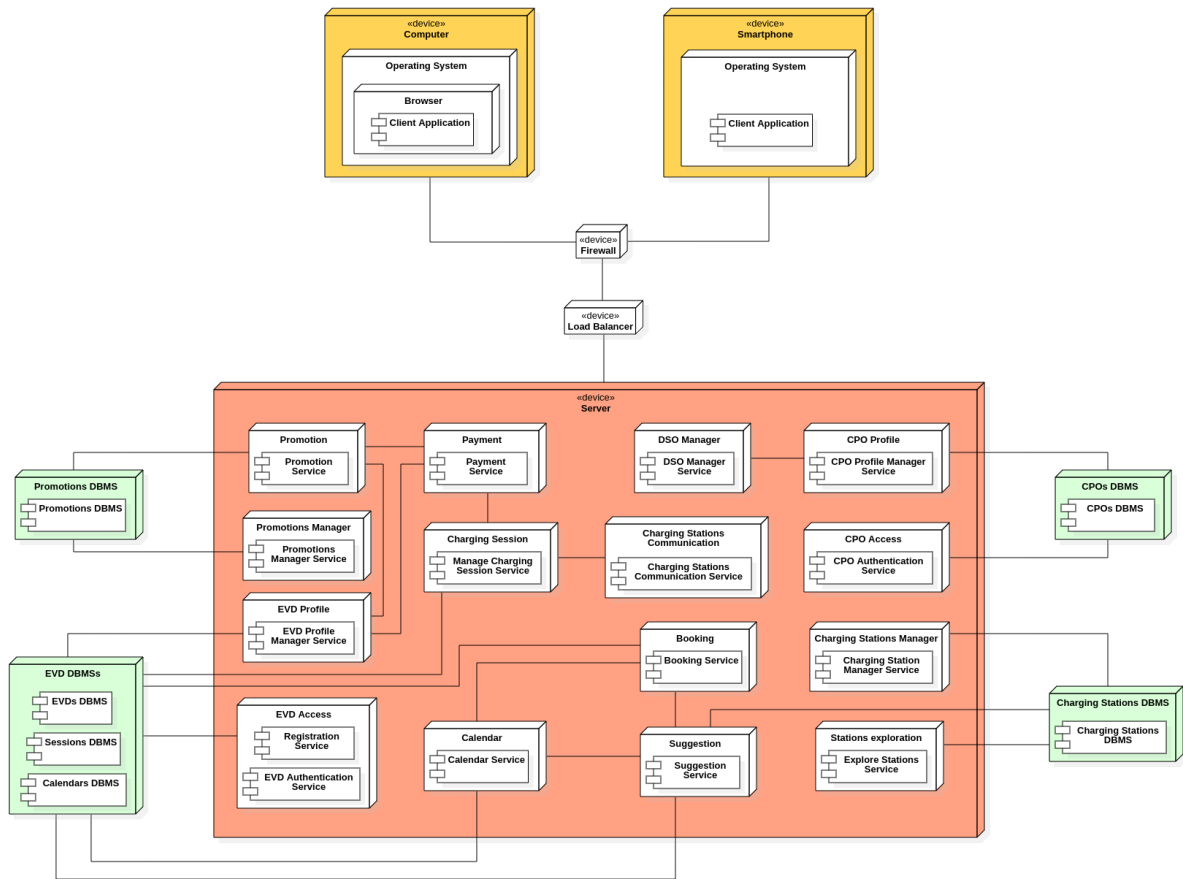 «device»
Computer
Operating System
Browser
Client Application
«device»
Smartphone
Operating System
Client Application
«device»
Firewall
«device»
Load Balancer
«device»
Server
Promotion
Promotion
Service
Payment
Payment
Service
DSO Manager
DSO Manager
Service
CPO Profile
CPO Profile Manager
Service
Promotions DBMS
Promotions DBMS
CPOs DBMS
CPOs DBMS
Promotions Manager
Promotions
Manager Service
Charging Session
Manage Charging
Session Service
Charging Stations
Communication
Charging Stations
Communication Service
CPO Access
CPO Authentication
Service
EVD Profile
EVD Profile
Manager Service
Booking
Booking Service
Charging Stations Manager
Charging Station
Manager Service
EVD DBMSs
EVDs DBMS
Sessions DBMS
Calendars DBMS
EVD Access
Registration
Service
EVD Authentication
Service
Calendar
Calendar Service
Suggestion
Suggestion
Service
Stations exploration
Explore Stations
Service
Charging Stations DBMS
Charging Stations
DBMS